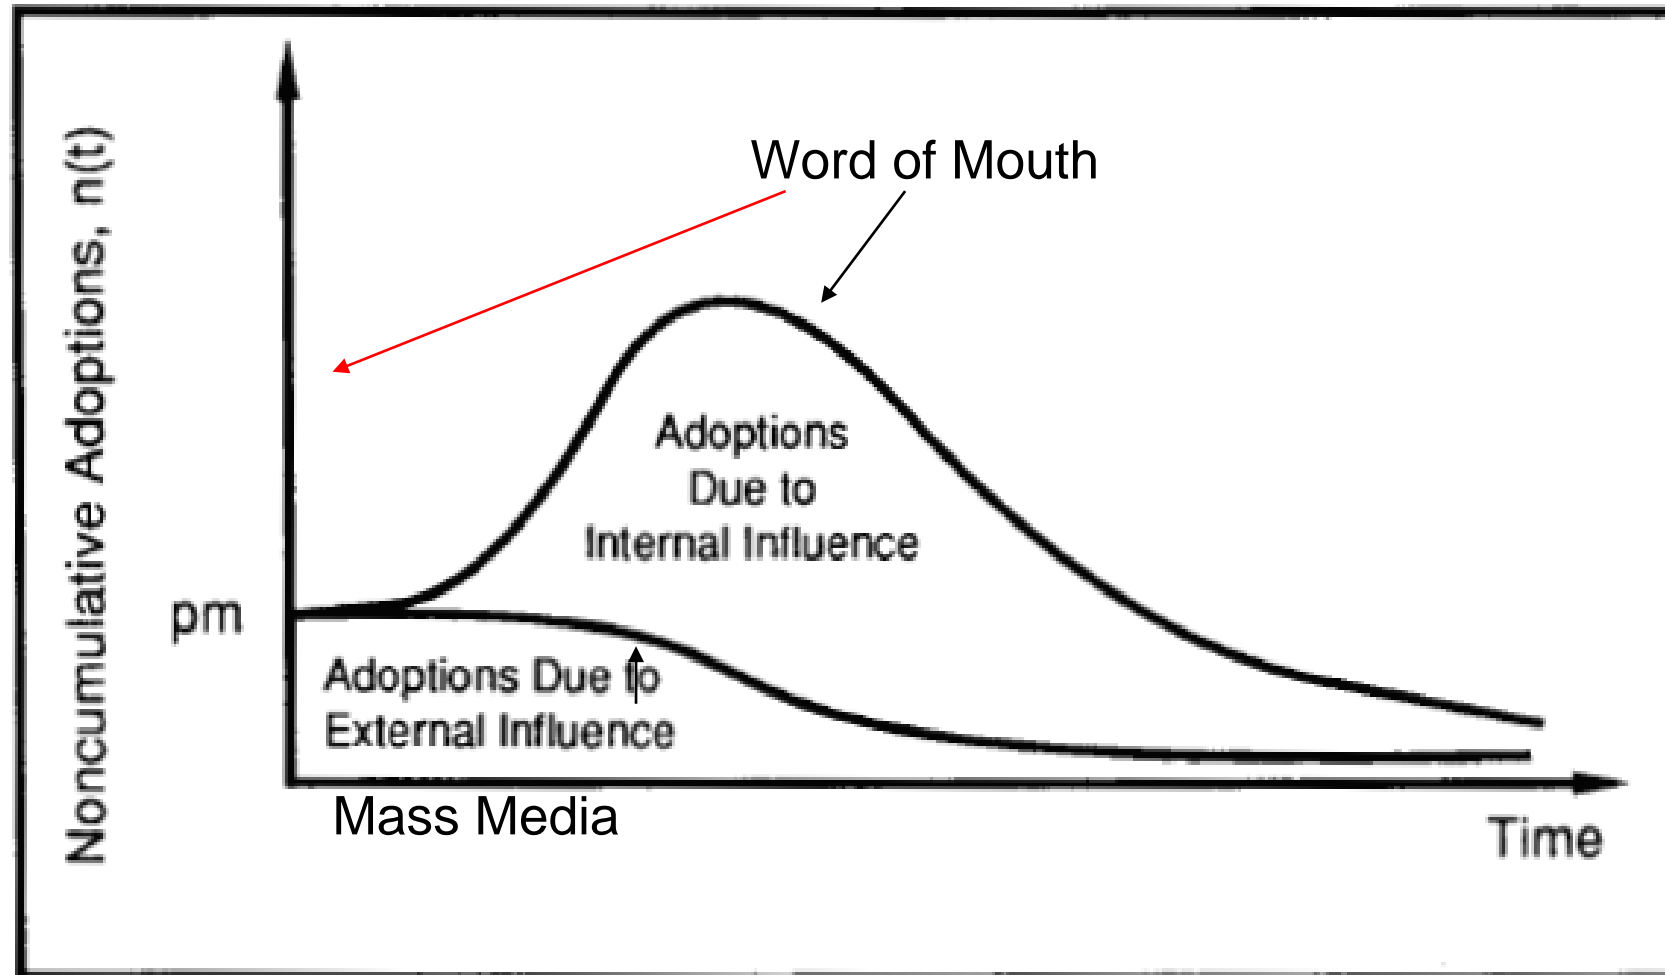 Noncumulative Adoptions, n(t)
Word of Mouth
Adoptions
Due to
Internal Influence
pm
Adoptions Due to
External Influence
Mass Media
Time